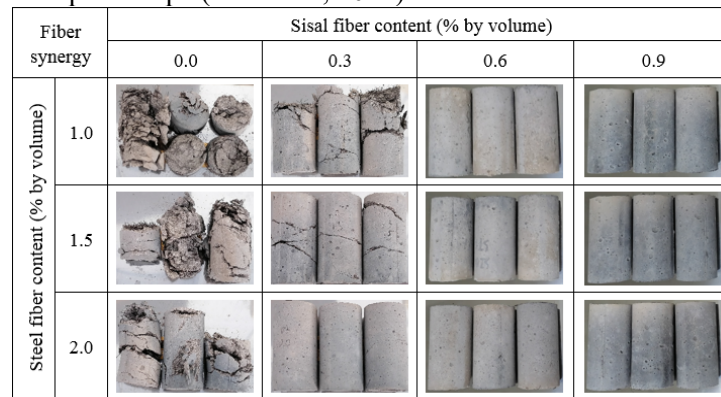 Fiber
synergy
Sisal fiber content (% by volume)
0.0 0.3 0.6 0.9
Steel fiber content (% by volume)
1.0
1.5
2.0